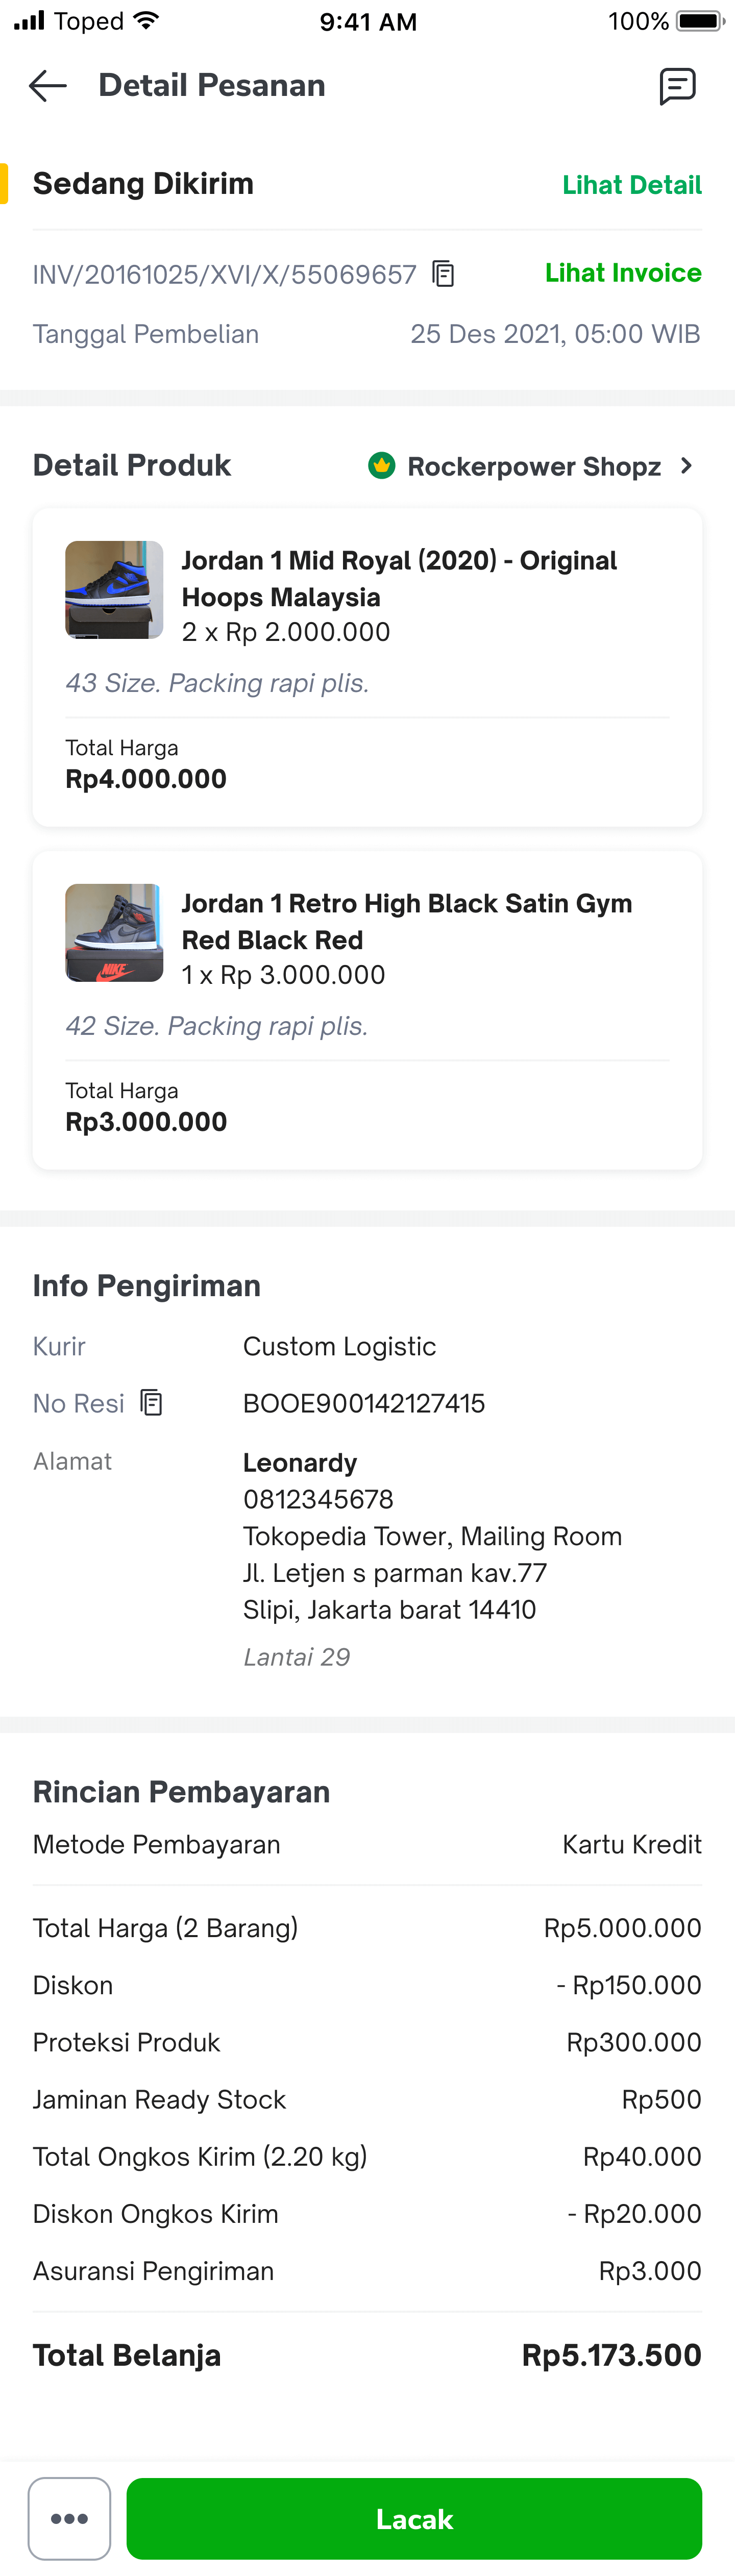 Toped 9:41 AM 100%
Detail Pesanan
Sedang Dikirim Lihat Detail
INV/20161025/XVI/X/55069657 Lihat Invoice
Tanggal Pembelian 25 Des 2021, 05:00 WIB
Detail Produk Rockerpower Shopz
Jordan 1 Mid Royal (2020) - Original
Hoops Malaysia
2 x Rp 2.000.000
43 Size. Packing rapi plis.
Total Harga
Rp4.000.000
Jordan 1 Retro High Black Satin Gym
Red Black Red
1 x Rp 3.000.000
NIKE
42 Size. Packing rapi plis.
Total Harga
Rp3.000.000
Info Pengiriman
Kurir Custom Logistic
No Resi BOOE900142127415
Alamat Leonardy
0812345678
Tokopedia Tower, Mailing Room
Jl. Letjen s parman kav.77
Slipi, Jakarta barat 14410
Lantai 29
Rincian Pembayaran
Metode Pembayaran Kartu Kredit
Total Harga (2 Barang) Rp5.000.000
Diskon - Rp150.000
Proteksi Produk Rp300.000
Jaminan Ready Stock Rp500
Total Ongkos Kirim (2.20 kg) Rp40.000
Diskon Ongkos Kirim - Rp20.000
Asuransi Pengiriman Rp3.000
Total Belanja Rp5.173.500
Lacak